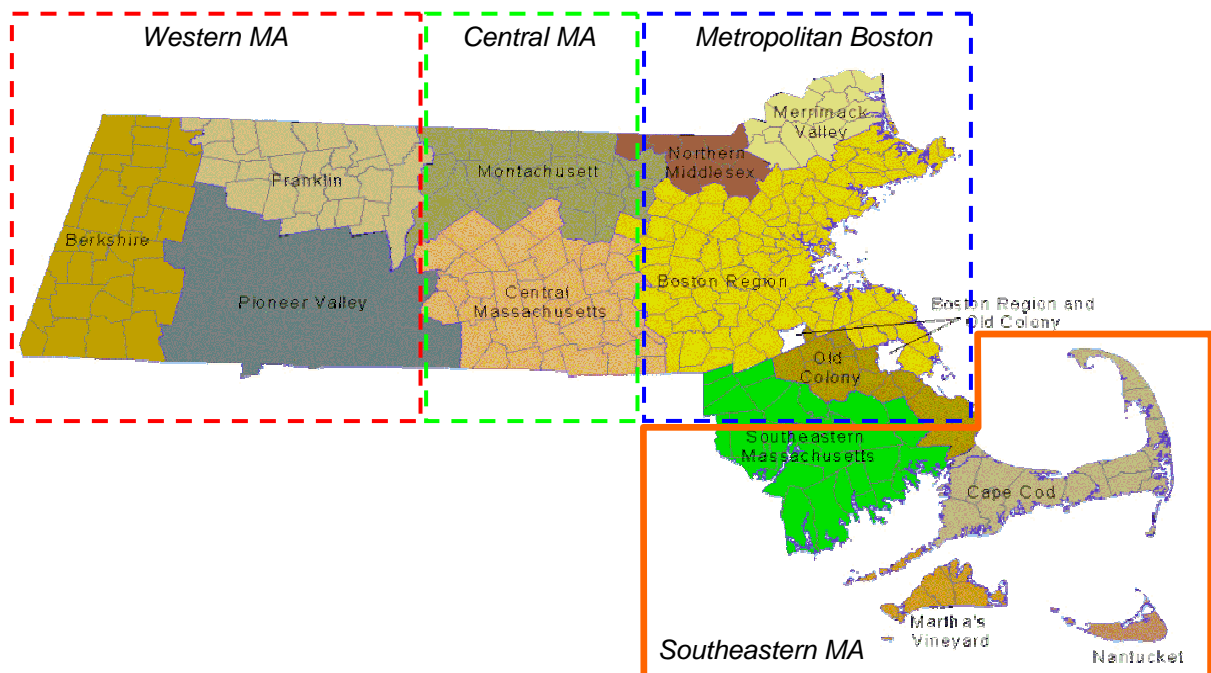 Western MA
Central MA
Metropolitan Boston
Merrimack
Valley
Northern
Middlesex
Montachusett
Franklin
Berkshire
Pioneer Valley
Central
Massachusetts
Boston Region
Boston Region and
Old Colony
Old
Colony
Southeastern
Massachusetts
Cape Cod
Martha's
Vineyard
Nantucket
Southeastern MA